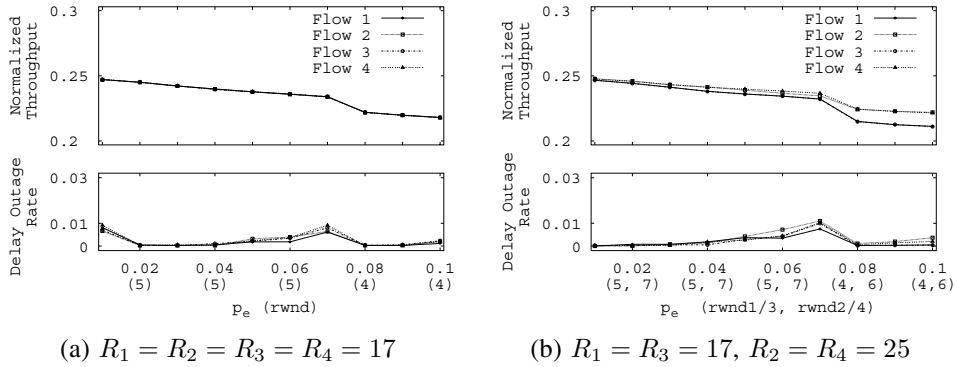 0.3
Flow 1
Flow 2
Flow 3
Flow 4
0.25
0.2
Normalized
Throughput
0.03
0.01
0
Delay Outage
Rate
0.02 0.04 0.06 0.08 0.1
(5) (5) (5) (4) (4)
p_e (rwnd)
(a) R_1 = R_2 = R_3 = R_4 = 17
0.3
Flow 1
Flow 2
Flow 3
Flow 4
0.25
0.2
Normalized
Throughput
0.03
0.01
0
Delay Outage
Rate
0.02 0.04 0.06 0.08 0.1
(5, 7) (5, 7) (5, 7) (4, 6) (4,6)
p_e (rwnd1/3, rwnd2/4)
(b) R_1 = R_3 = 17, R_2 = R_4 = 25